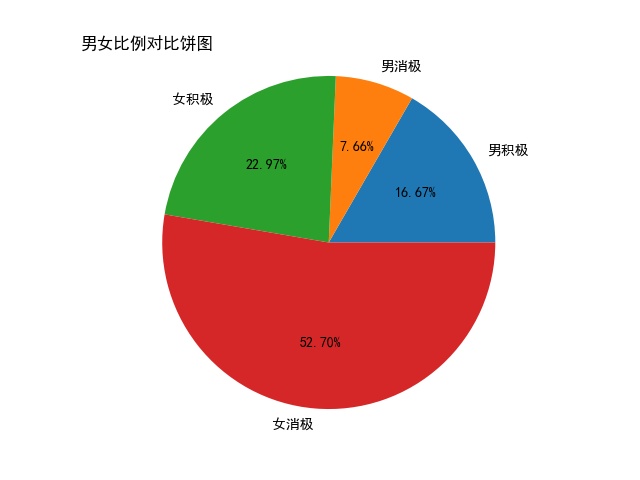 男女比例对比饼图
男消极
女积极
7.66%
男积极
22.97%
16.67%
52.70%
女消极